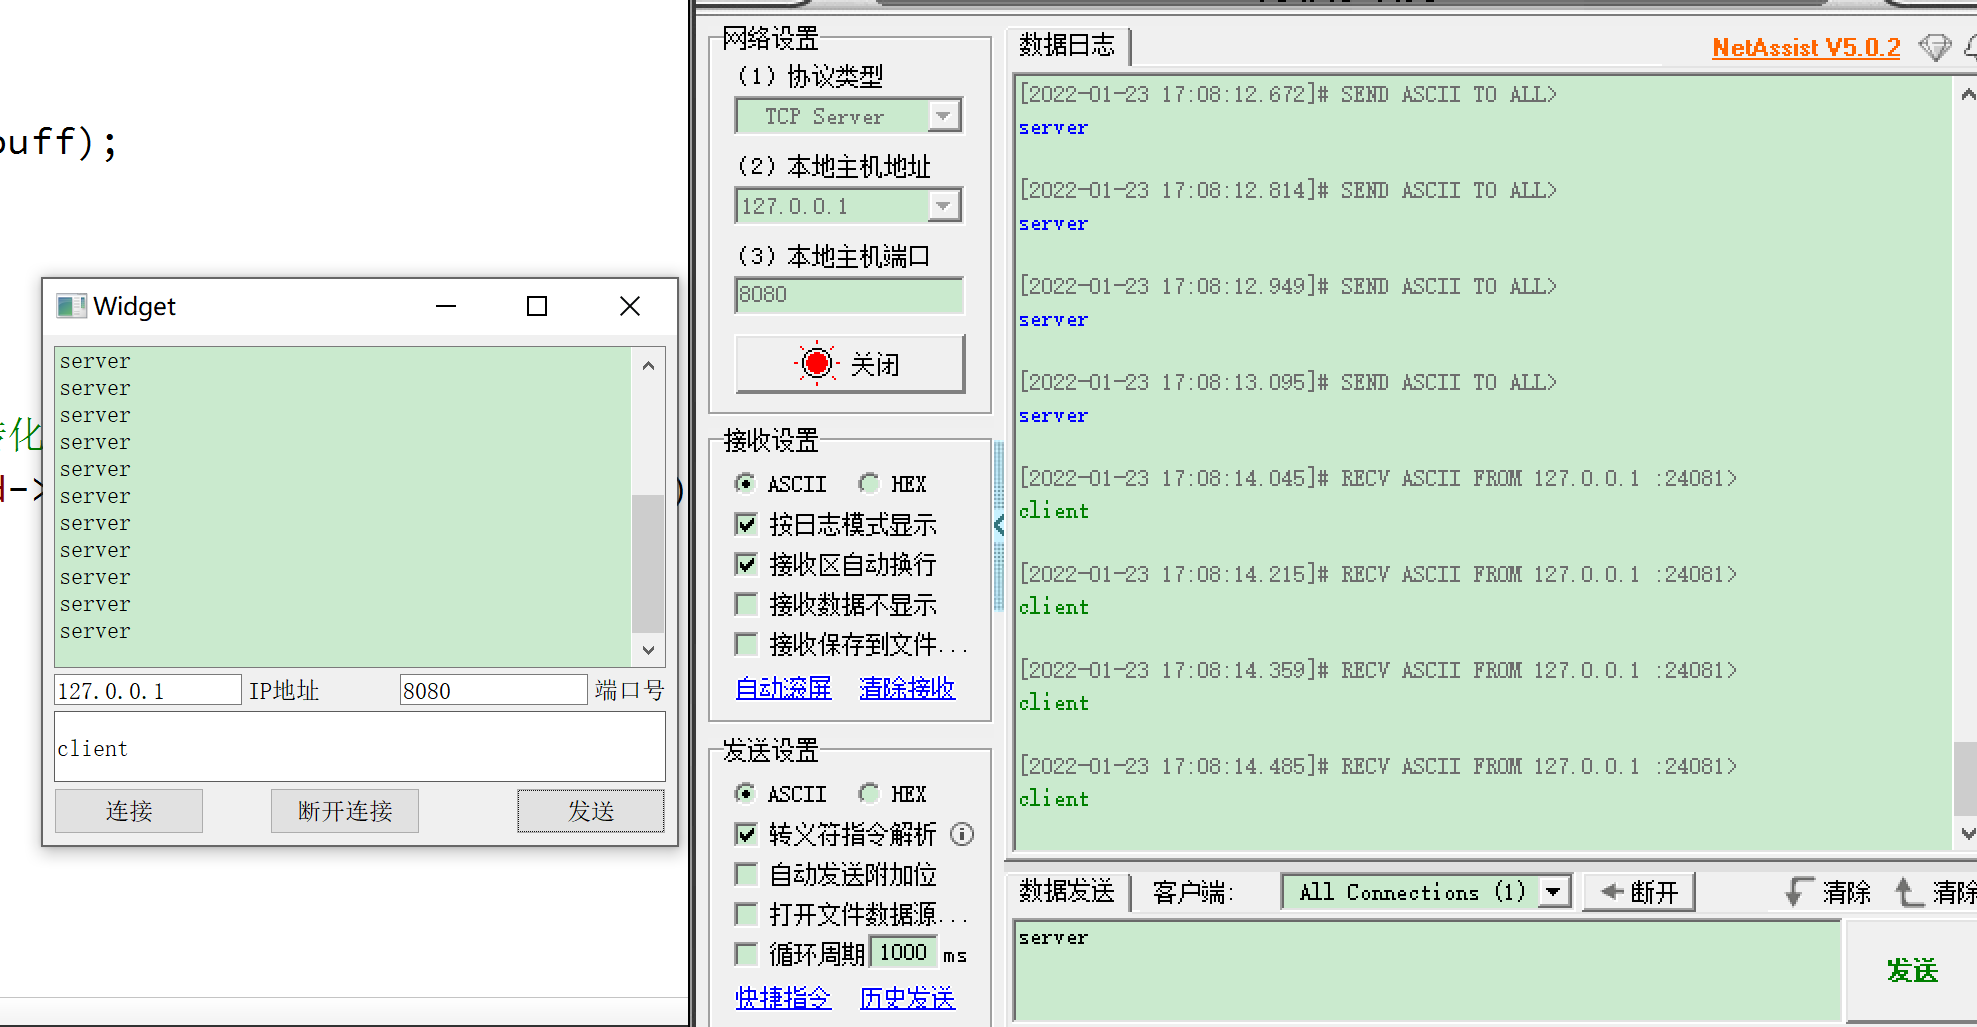 buff);
转化
d->
)
Widget
server
server
server
server
server
server
server
server
server
server
server
127.0.0.1 IP地址 8080 端口号
client
连接 断开连接 发送
网络设置
(1) 协议类型
TCP Server
(2) 本地主机地址
127.0.0.1
(3) 本地主机端口
8080
关闭
接收设置
ASCII HEX
按日志模式显示
接收区自动换行
接收数据不显示
接收保存到文件...
自动滚屏 清除接收
发送设置
ASCII HEX
转义符指令解析
自动发送附加位
打开文件数据源...
循环周期 1000 ms
快捷指令 历史发送
数据日志 NetAssist V5.0.2
[2022-01-23 17:08:12.672]# SEND ASCII TO ALL>
server
[2022-01-23 17:08:12.814]# SEND ASCII TO ALL>
server
[2022-01-23 17:08:12.949]# SEND ASCII TO ALL>
server
[2022-01-23 17:08:13.095]# SEND ASCII TO ALL>
server
[2022-01-23 17:08:14.045]# RECV ASCII FROM 127.0.0.1 :24081>
client
[2022-01-23 17:08:14.215]# RECV ASCII FROM 127.0.0.1 :24081>
client
[2022-01-23 17:08:14.359]# RECV ASCII FROM 127.0.0.1 :24081>
client
[2022-01-23 17:08:14.485]# RECV ASCII FROM 127.0.0.1 :24081>
client
数据发送 客户端: All Connections (1) 断开 清除 清除
server
发送